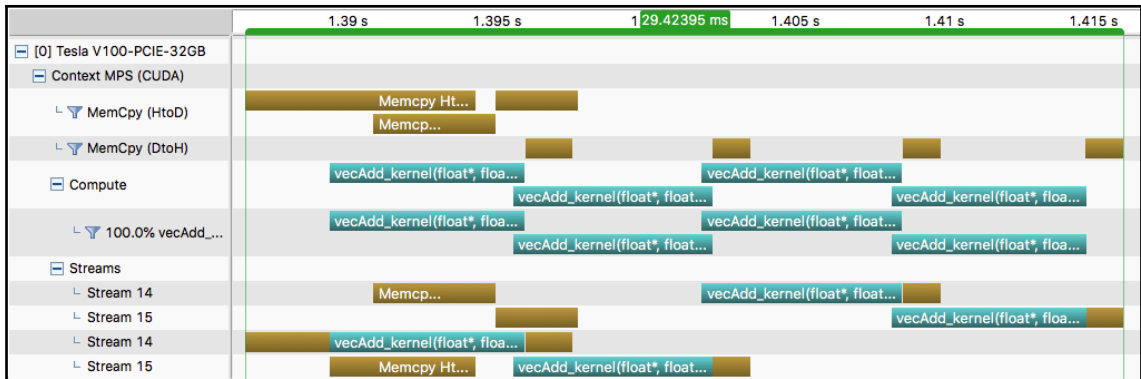 1.39 s 1.395 s 1 29.42395 ms 1.405 s 1.41 s 1.415 s
[0] Tesla V100-PCIE-32GB
Context MPS (CUDA)
MemCpy (HtoD) Memcpy Ht...
Memcp...
MemCpy (DtoH)
Compute vecAdd_kernel(float*, floa... vecAdd_kernel(float*, float...
vecAdd_kernel(float*, float... vecAdd_kernel(float*, floa...
100.0% vecAdd_... vecAdd_kernel(float*, floa... vecAdd_kernel(float*, float...
vecAdd_kernel(float*, float... vecAdd_kernel(float*, floa...
Streams
Stream 14 Memcp... vecAdd_kernel(float*, float...
Stream 15 vecAdd_kernel(float*, floa...
Stream 14 vecAdd_kernel(float*, floa...
Stream 15 Memcpy Ht... vecAdd_kernel(float*, float...